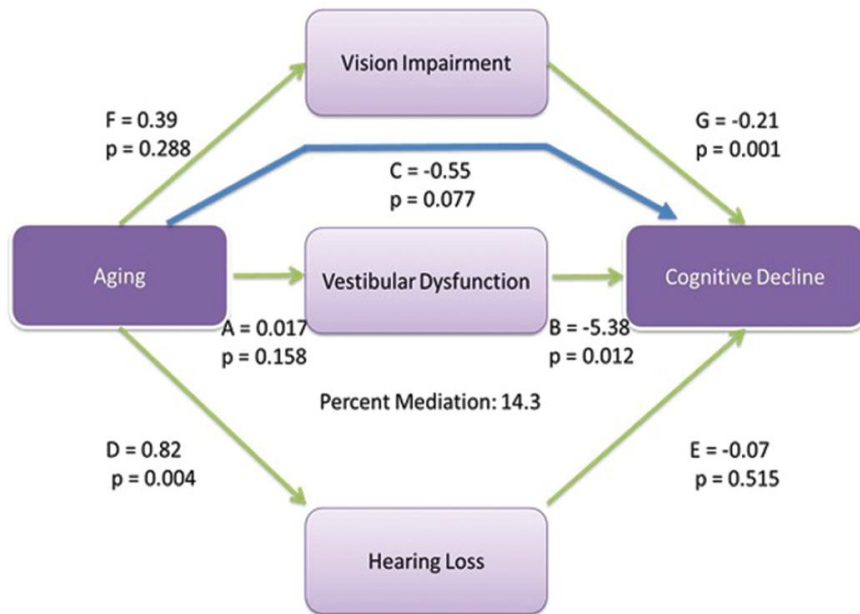 Vision Impairment
F = 0.39
p = 0.288
G = -0.21
p = 0.001
C = -0.55
p = 0.077
Aging
Vestibular Dysfunction
Cognitive Decline
A = 0.017
p = 0.158
B = -5.38
p = 0.012
Percent Mediation: 14.3
D = 0.82
p = 0.004
E = -0.07
p = 0.515
Hearing Loss